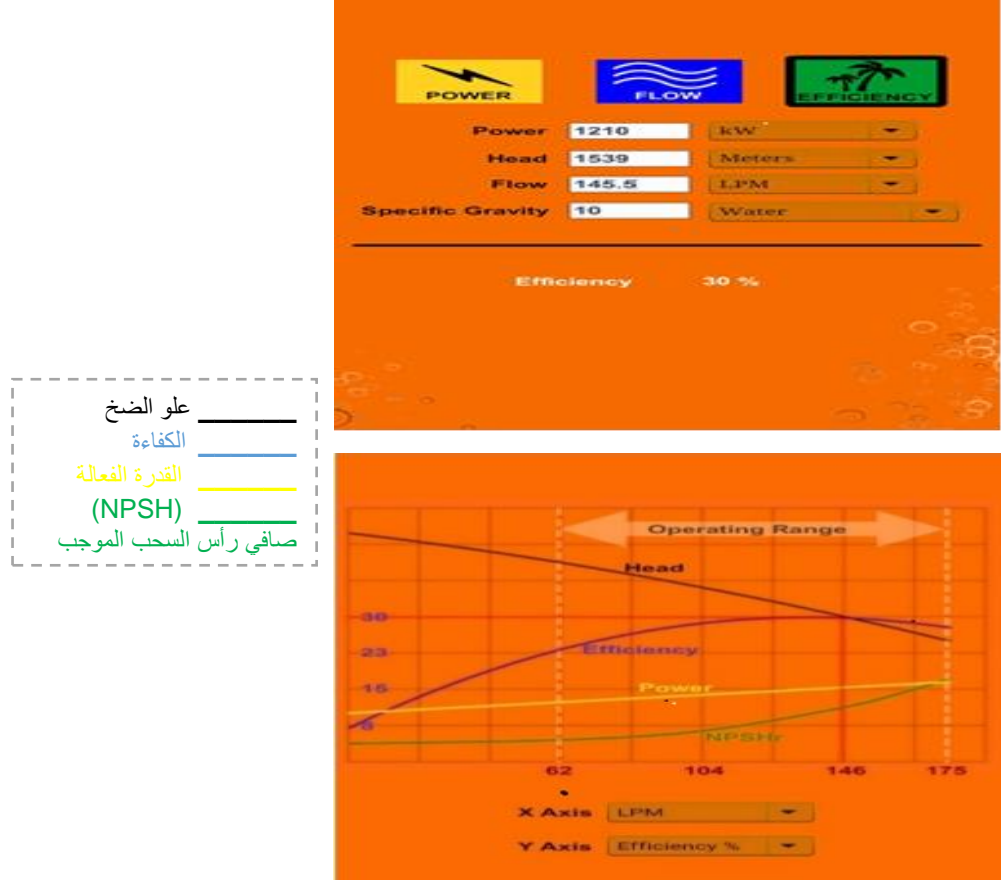 POWER
FLOW
EFFICIENCY
Power 1210 kW
Head 1539 Meters
Flow 145.5 LPM
Specific Gravity 10 Water
Efficiency 30 %
علو الضخ
الكفاءة
القدرة الفعالة
(NPSH)
صافي رأس السحب الموجب
Operating Range
Head
30
23
Efficiency
15
Power
8
NPSHr
62 104 146 175
X Axis LPM
Y Axis Efficiency %